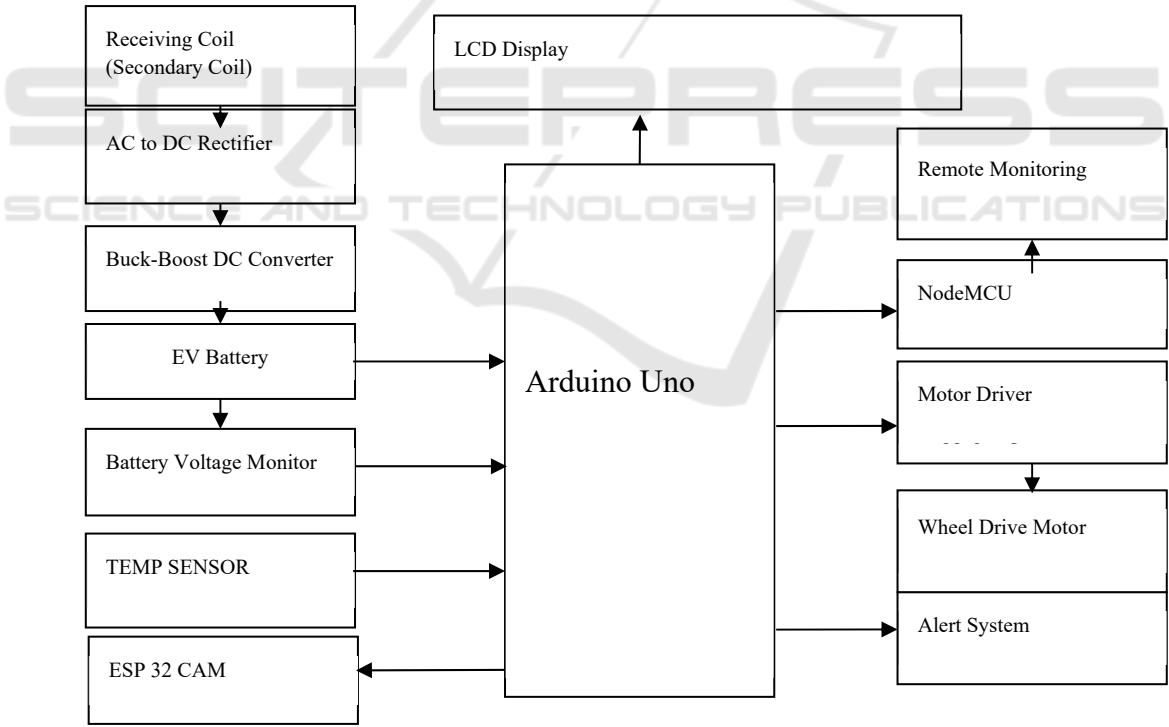 Receiving Coil
(Secondary Coil)
LCD Display
AC to DC Rectifier
Remote Monitoring
Buck-Boost DC Converter
NodeMCU
EV Battery
Arduino Uno
Motor Driver
Battery Voltage Monitor
Wheel Drive Motor
TEMP SENSOR
Alert System
ESP 32 CAM
SCITEPRESS
SCIENCE AND TECHNOLOGY PUBLICATIONS